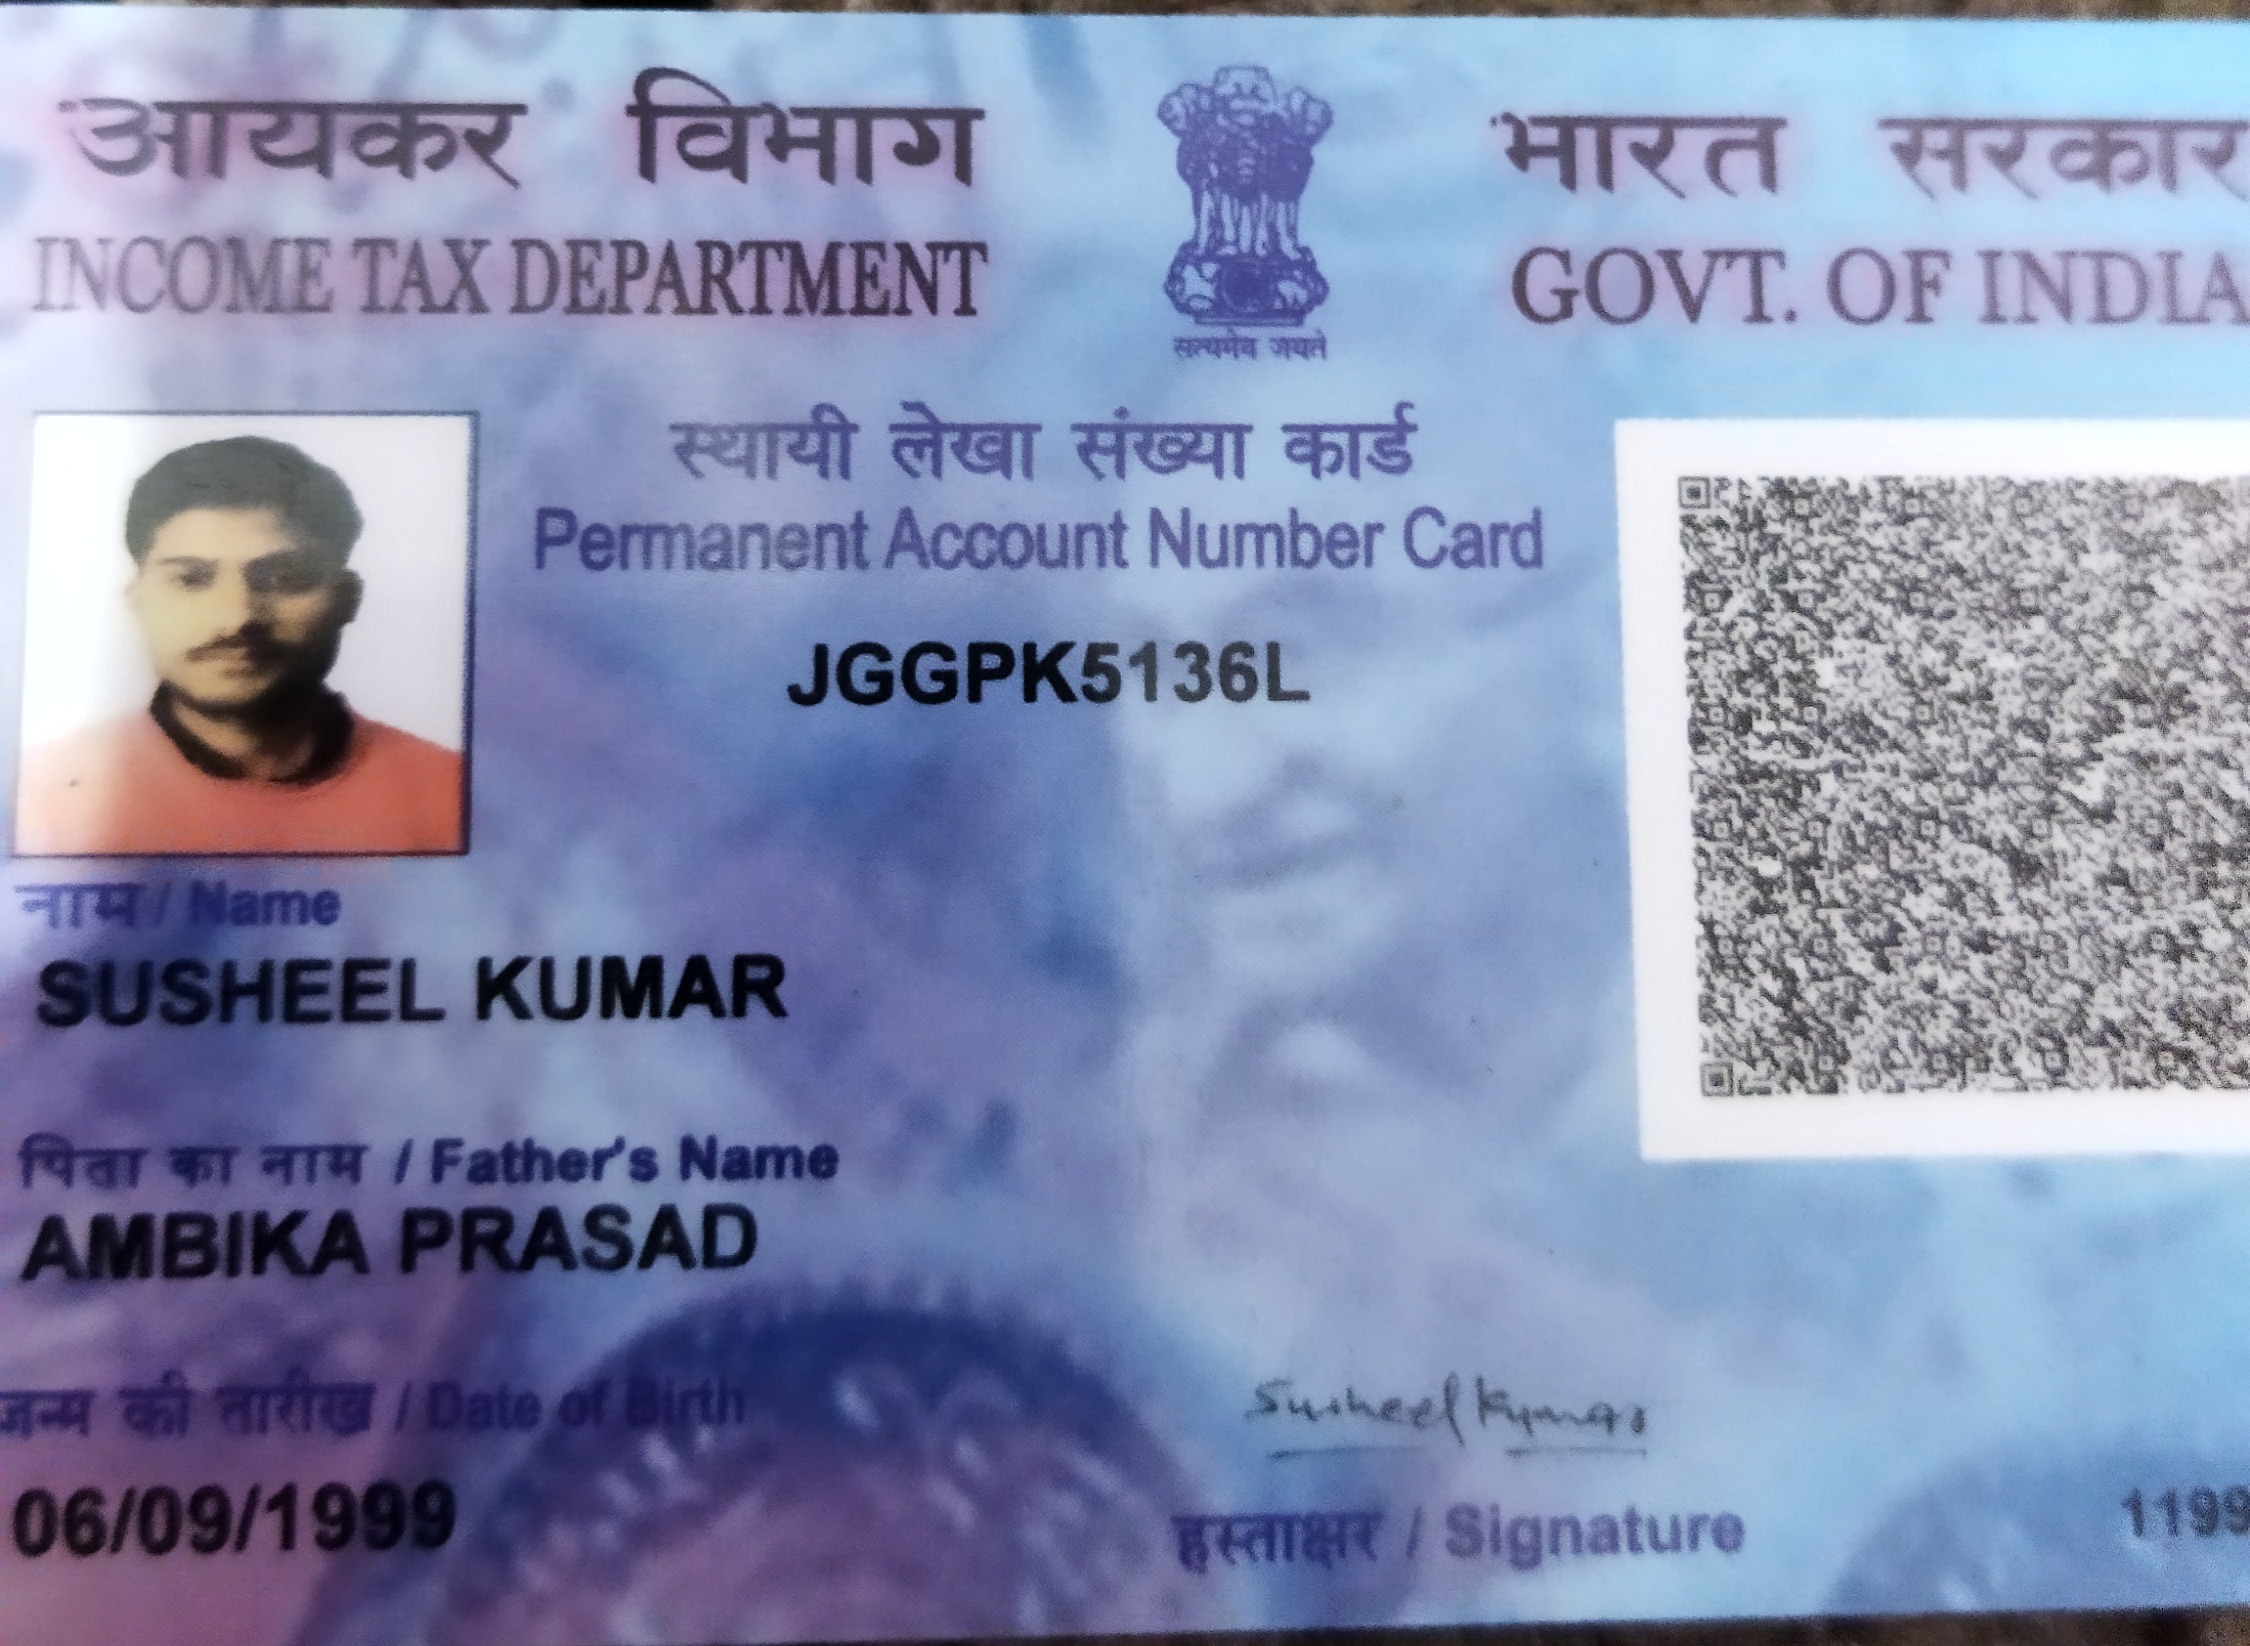 आयकर विभाग
INCOME TAX DEPARTMENT
भारत सरकार
GOVT. OF INDIA
सत्यमेव जयते
स्थायी लेखा संख्या कार्ड
Permanent Account Number Card
JGGPK5136L
नाम / Name
SUSHEEL KUMAR
पिता का नाम / Father's Name
AMBIKA PRASAD
जन्म की तारीख / Date of Birth
06/09/1999
Susheel Kumar
हस्ताक्षर / Signature
1199